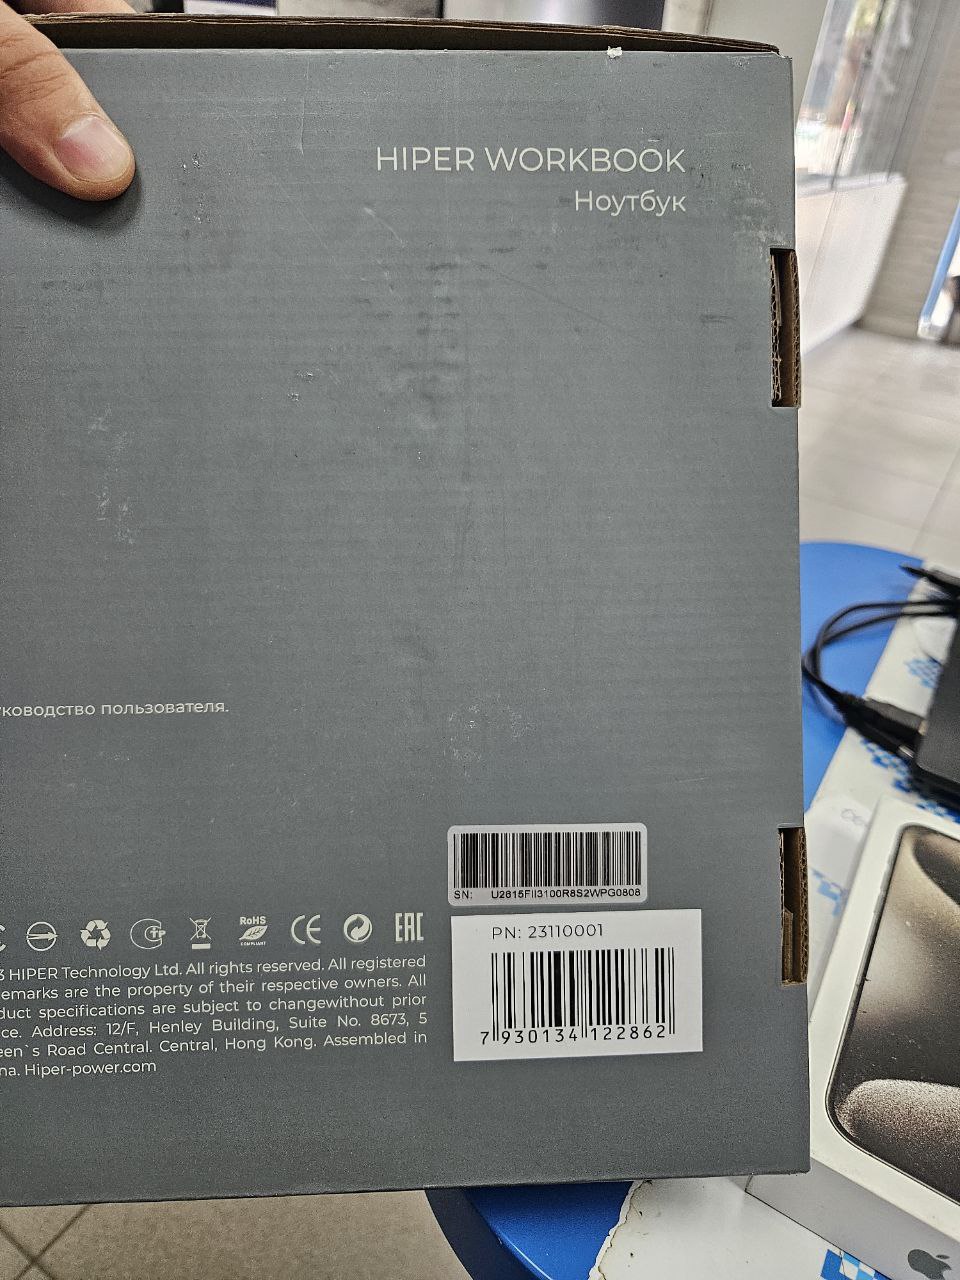 HIPER WORKBOOK
Ноутбук
уководство пользователя.
SN: U2815FII3100R8S2WPG0808
PN: 23110001
7 930134 122862
RoHS
COMPLIANT
CE
EAC
3 HIPER Technology Ltd. All rights reserved. All registered
emarks are the property of their respective owners. All
duct specifications are subject to changewithout prior
ce. Address: 12/F, Henley Building, Suite No. 8673, 5
een`s Road Central. Central, Hong Kong. Assembled in
na. Hiper-power.com